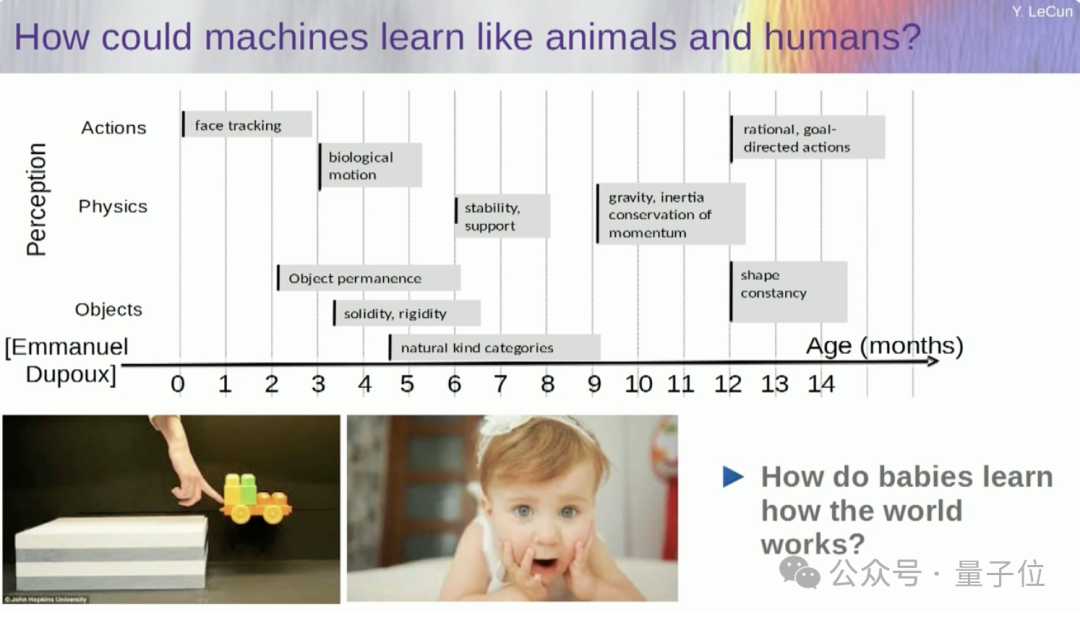 Y. LeCun
How could machines learn like animals and humans?
Perception
Actions
Physics
Objects
face tracking
biological
motion
rational, goal-
directed actions
stability,
support
gravity, inertia
conservation of
momentum
Object permanence
solidity, rigidity
natural kind categories
shape
constancy
[Emmanuel
Dupoux]
Age (months)
0 1 2 3 4 5 6 7 8 9 10 11 12 13 14
© John Hopkins University
How do babies learn
how the world
works?
公众号 · 量子位